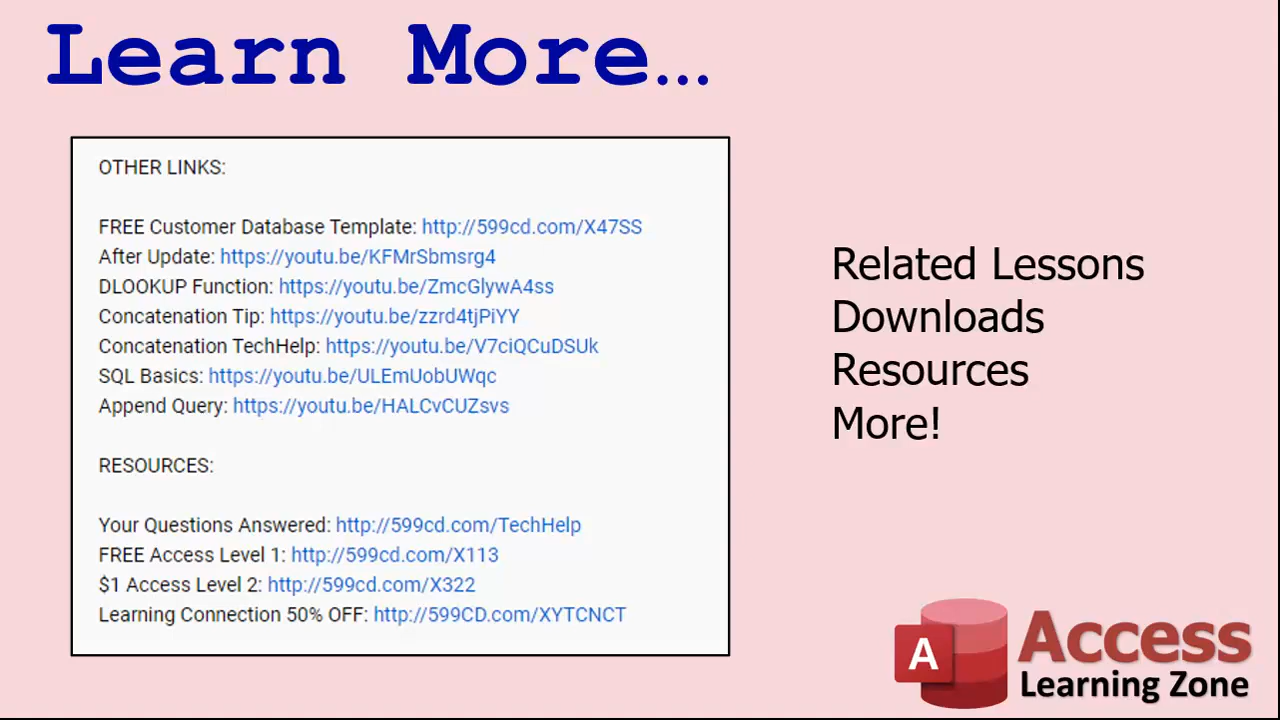 Learn More...
OTHER LINKS:
FREE Customer Database Template: http://599cd.com/X47SS
After Update: https://youtu.be/KFMrSbmsrg4
DLOOKUP Function: https://youtu.be/ZmcGlywA4ss
Concatenation Tip: https://youtu.be/zzrd4tjPiYY
Concatenation TechHelp: https://youtu.be/V7ciQCuDSUk
SQL Basics: https://youtu.be/ULEmUobUWqc
Append Query: https://youtu.be/HALCvCUZsvs
RESOURCES:
Your Questions Answered: http://599cd.com/TechHelp
FREE Access Level 1: http://599cd.com/X113
$1 Access Level 2: http://599cd.com/X322
Learning Connection 50% OFF: http://599CD.com/XYTCNCT
Related Lessons
Downloads
Resources
More!
A
Access
Learning Zone